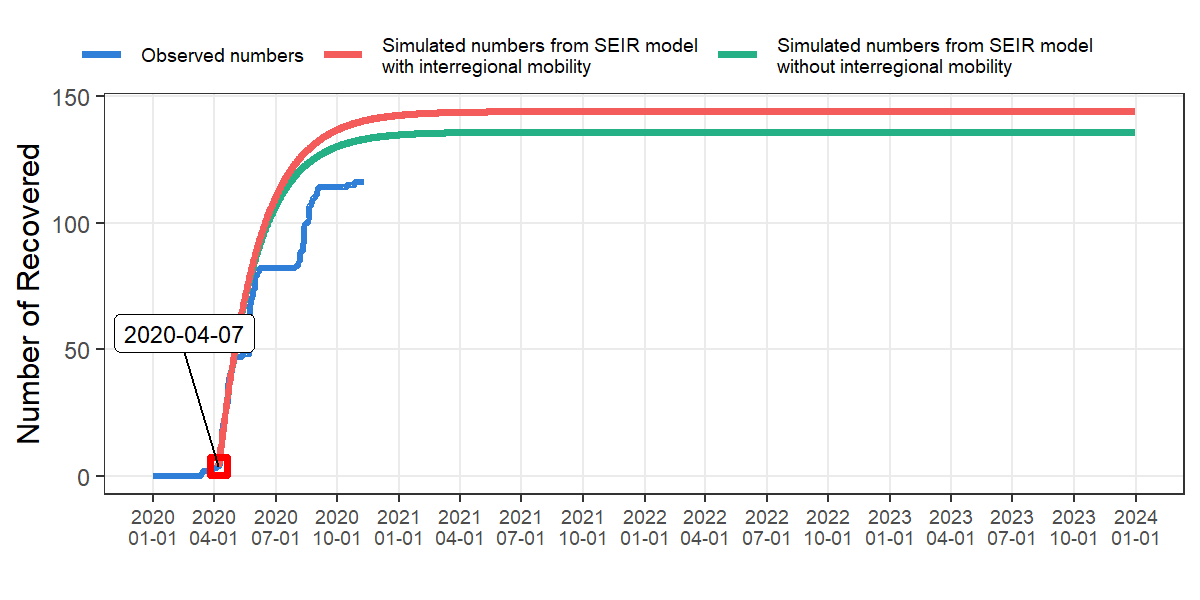 Observed numbers
Simulated numbers from SEIR model
with interregional mobility
Simulated numbers from SEIR model
without interregional mobility
Number of Recovered
150
100
50
0
2020-04-07
2020 2020 2020 2020 2021 2021 2021 2021 2022 2022 2022 2022 2023 2023 2023 2023 2024
01-01 04-01 07-01 10-01 01-01 04-01 07-01 10-01 01-01 04-01 07-01 10-01 01-01 04-01 07-01 10-01 01-01